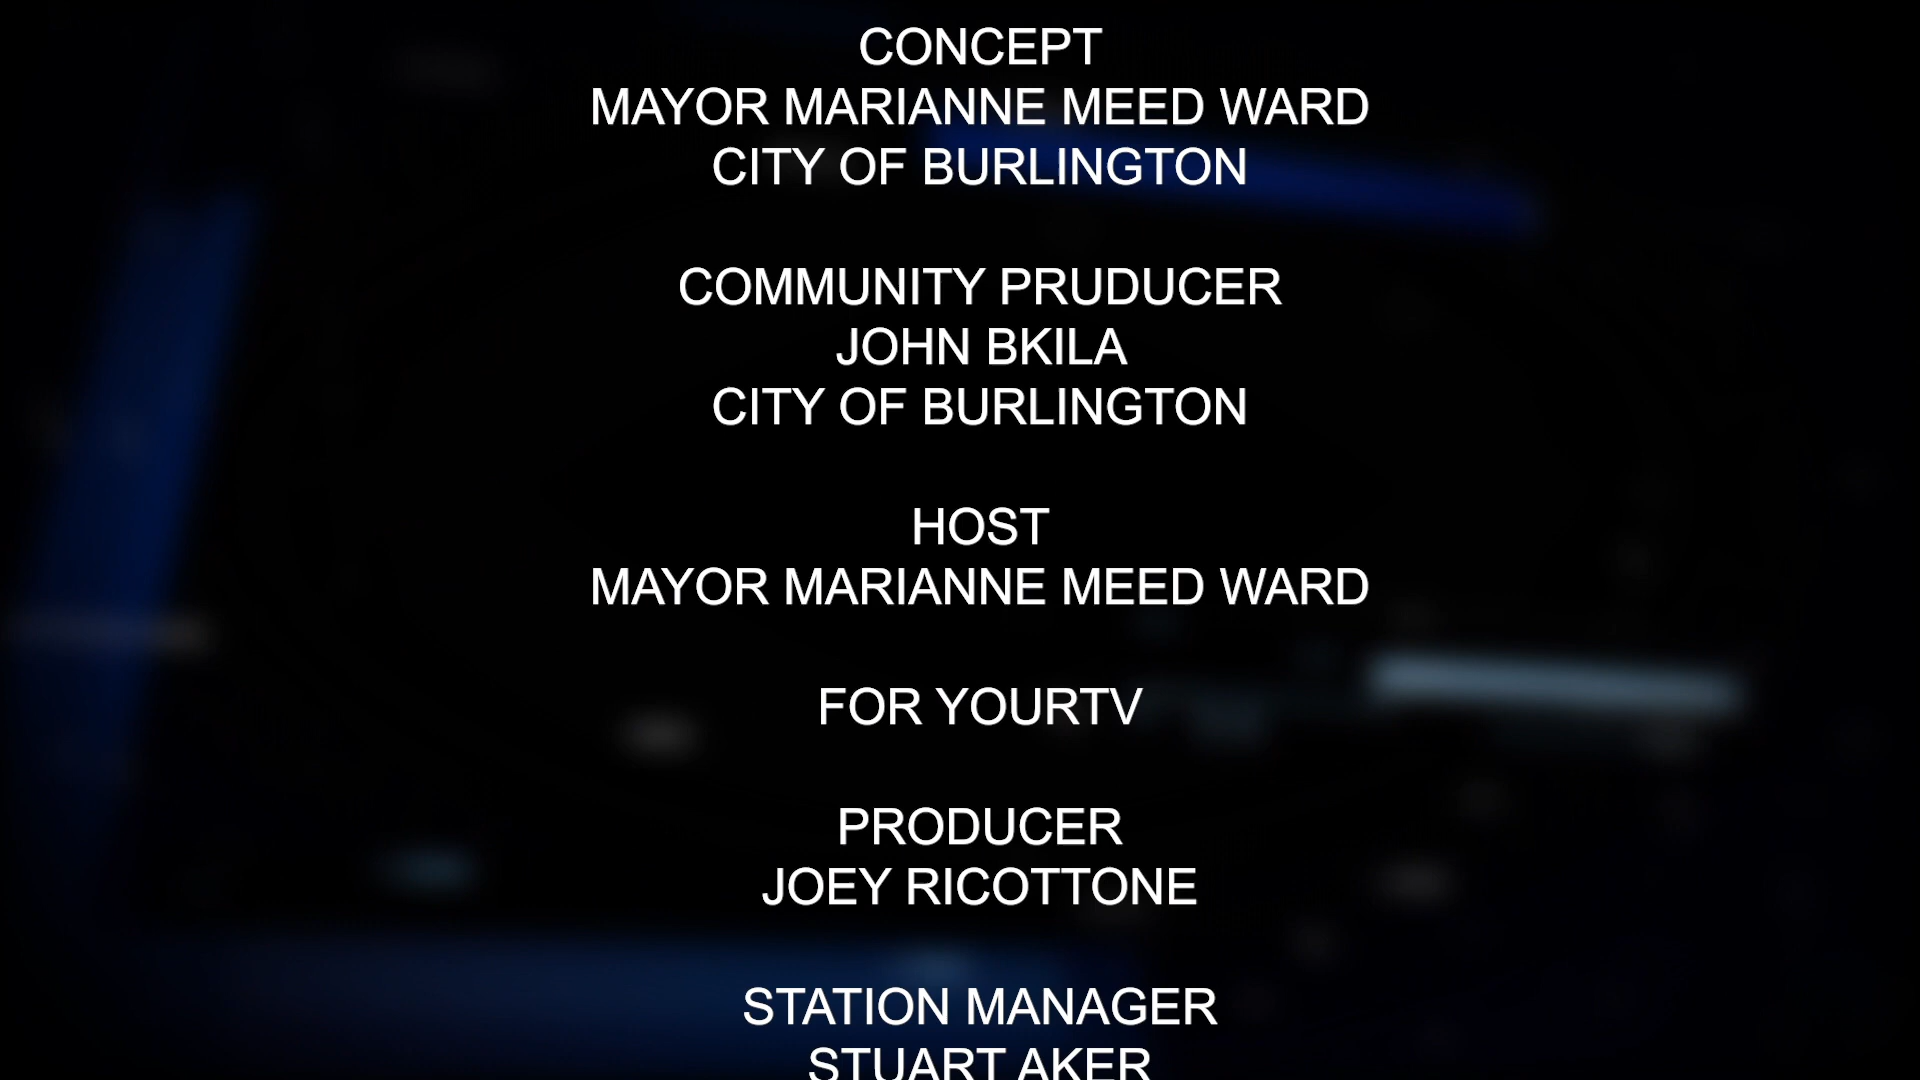 CONCEPT
MAYOR MARIANNE MEED WARD
CITY OF BURLINGTON
COMMUNITY PRUDUCER
JOHN BKILA
CITY OF BURLINGTON
HOST
MAYOR MARIANNE MEED WARD
FOR YOURTV
PRODUCER
JOEY RICOTTONE
STATION MANAGER
STUART AKER